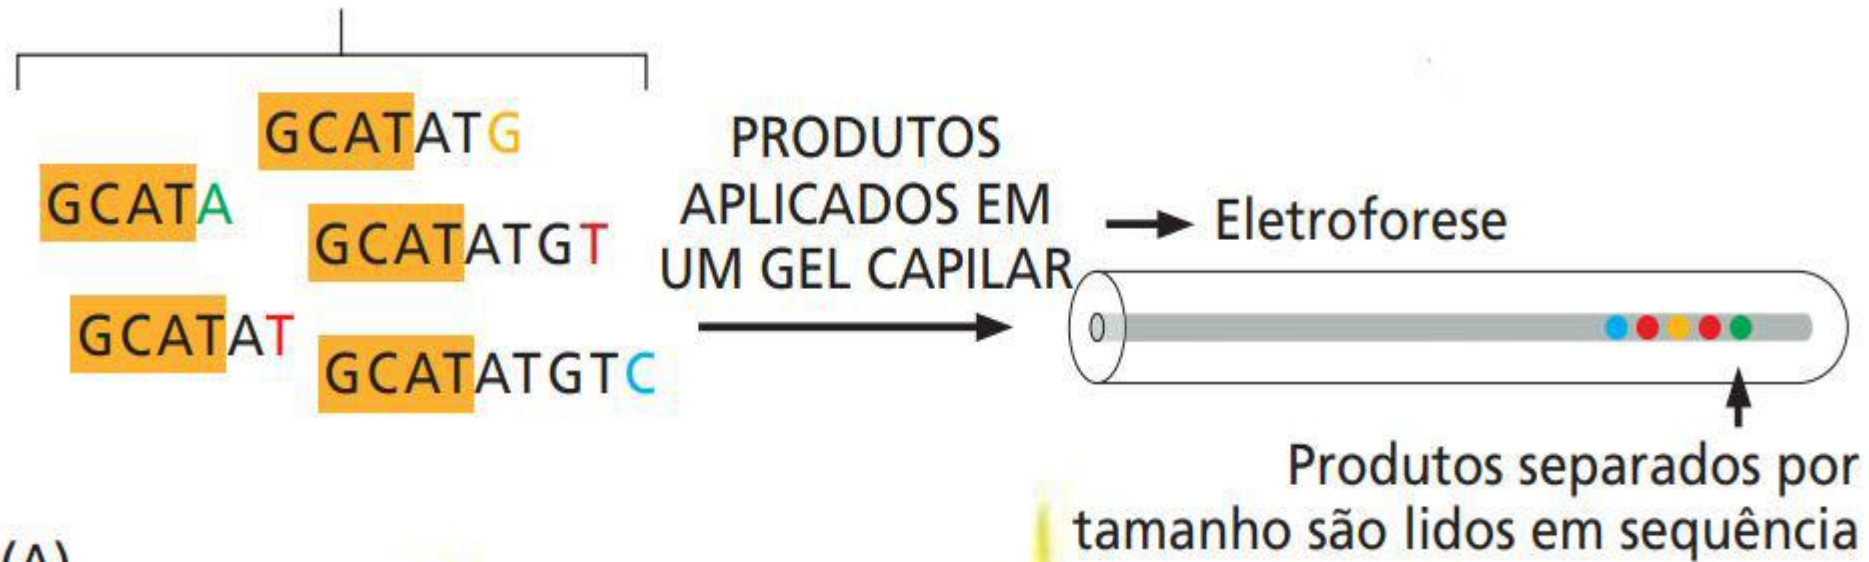 GCATATG
GCATA
GCATATGT
GCATAT
GCATATGTC
PRODUTOS
APLICADOS EM
UM GEL CAPILAR
Eletroforese
Produtos separados por
tamanho são lidos em sequência
(A)